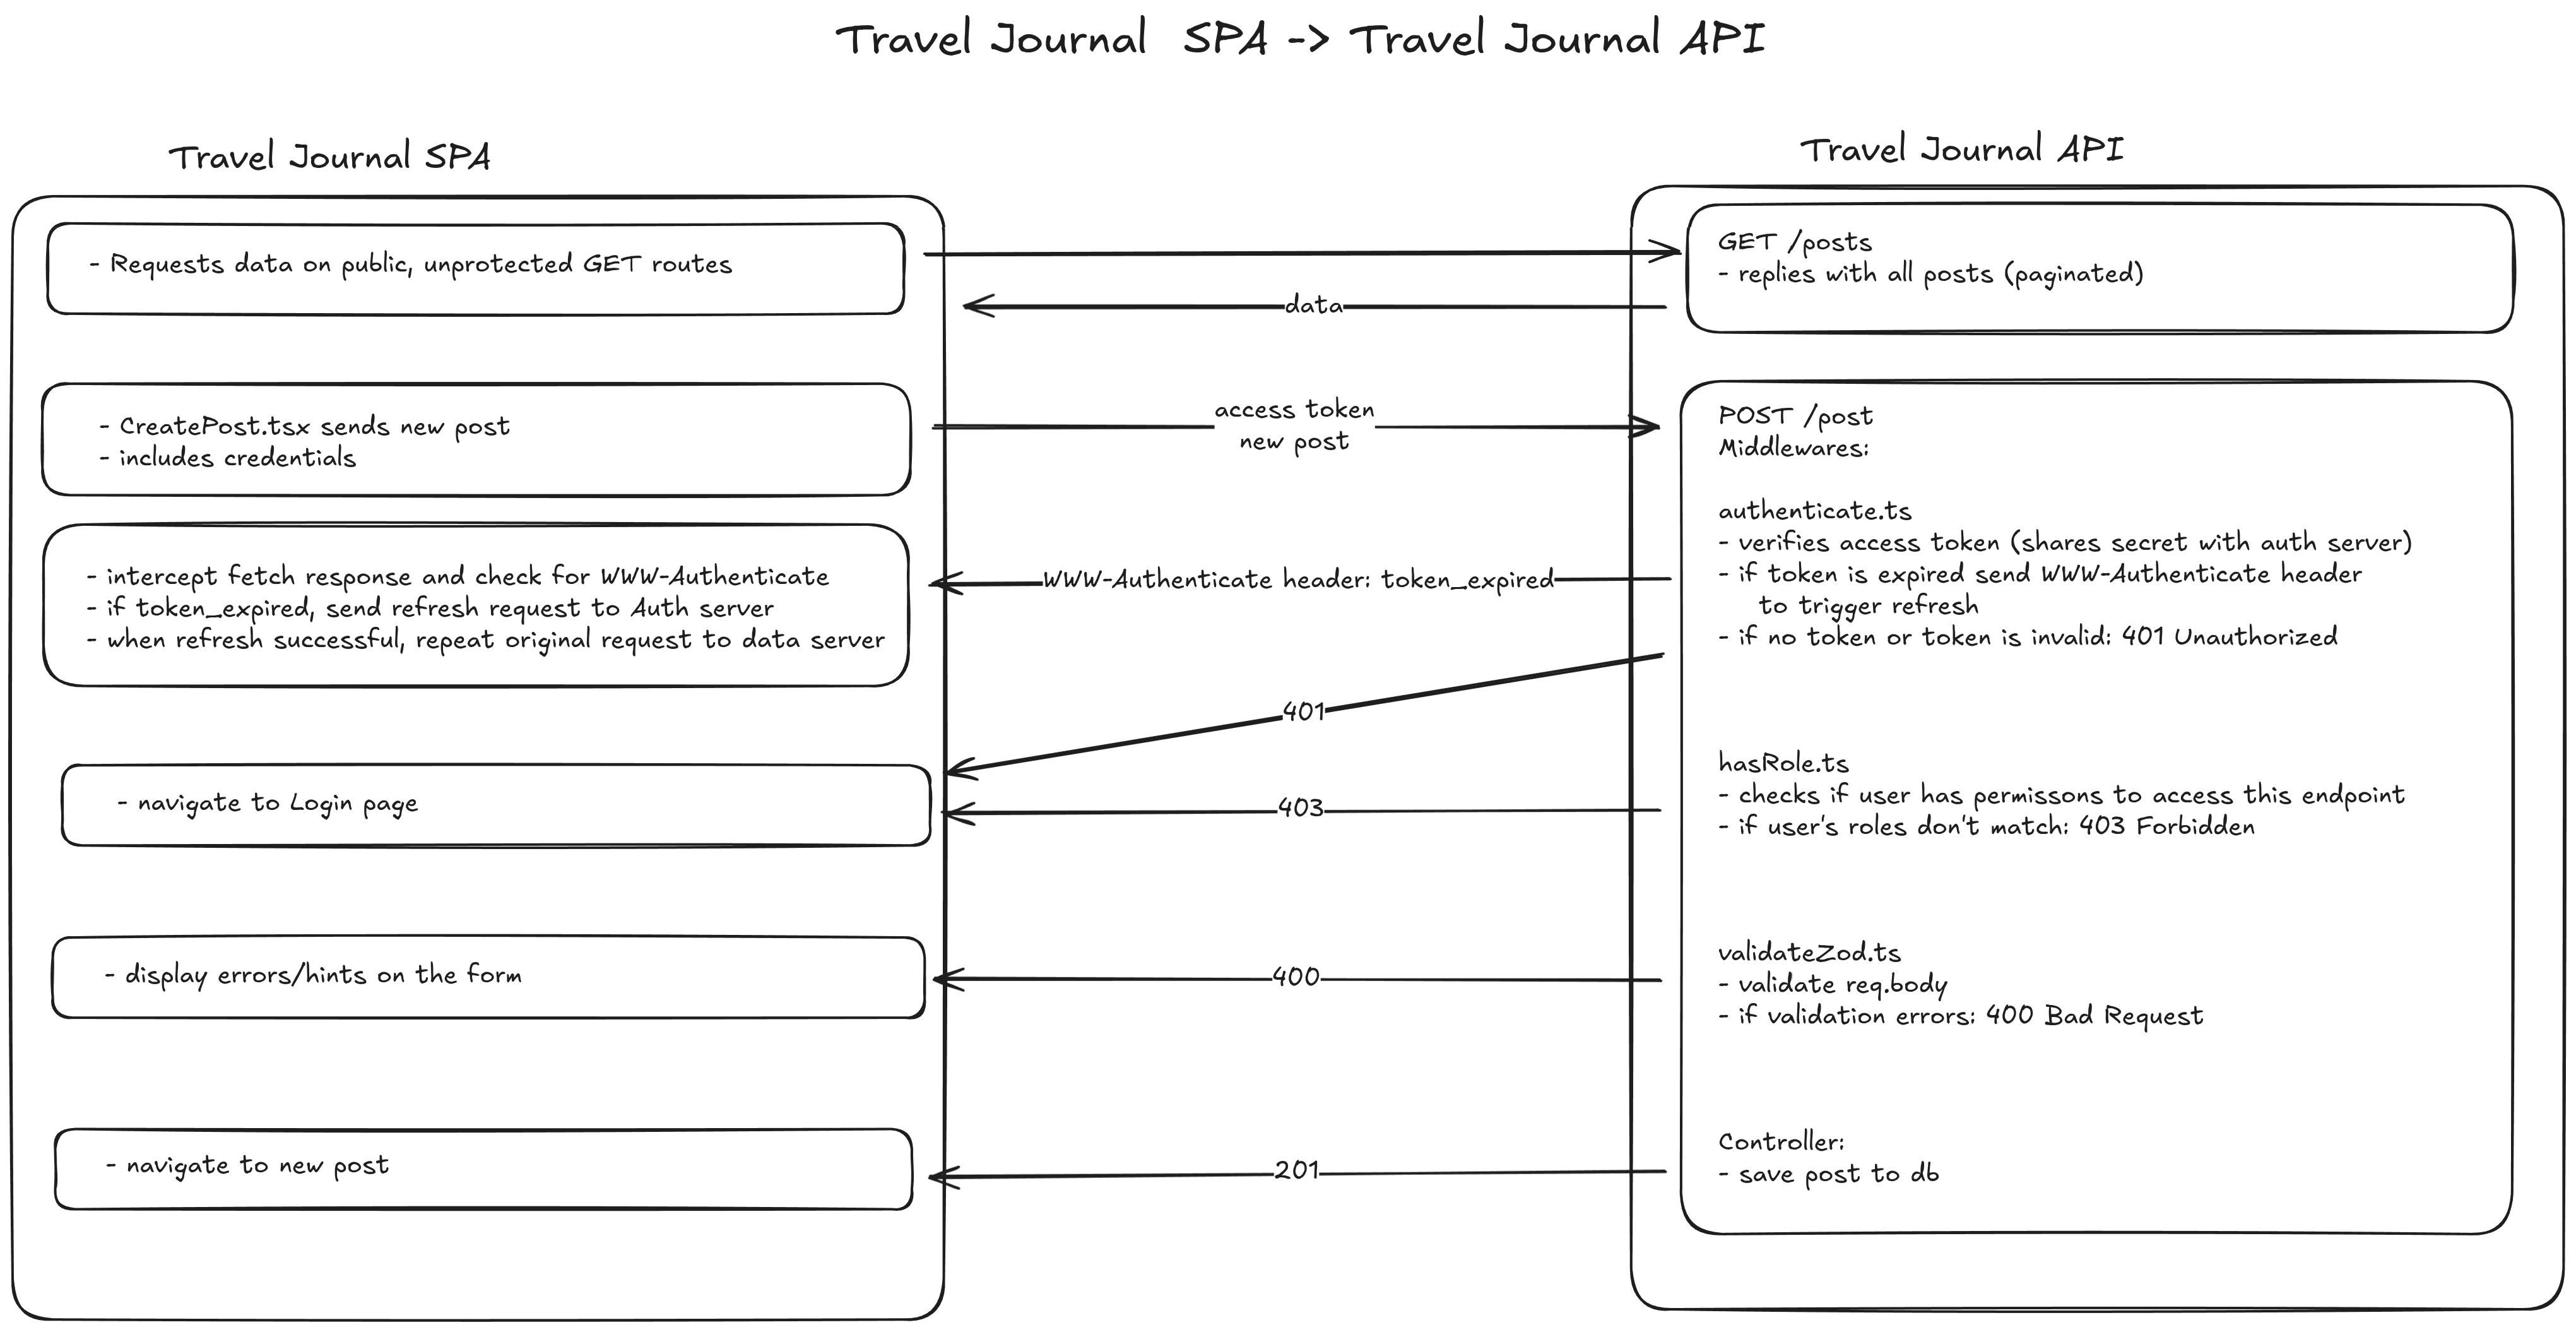 Travel Journal SPA -> Travel Journal API
Travel Journal SPA
- Requests data on public, unprotected GET routes
- CreatePost.tsx sends new post
- includes credentials
- intercept fetch response and check for WWW-Authenticate
- if token_expired, send refresh request to Auth server
- when refresh successful, repeat original request to data server
- navigate to Login page
- display errors/hints on the form
- navigate to new post
data
access token
new post
WWW-Authenticate header: token_expired
401
403
400
201
Travel Journal API
GET /posts
- replies with all posts (paginated)
POST /post
Middlewares:
authenticate.ts
- verifies access token (shares secret with auth server)
- if token is expired send WWW-Authenticate header
to trigger refresh
- if no token or token is invalid: 401 Unauthorized
hasRole.ts
- checks if user has permissons to access this endpoint
- if user's roles don't match: 403 Forbidden
validateZod.ts
- validate req.body
- if validation errors: 400 Bad Request
Controller:
- save post to db